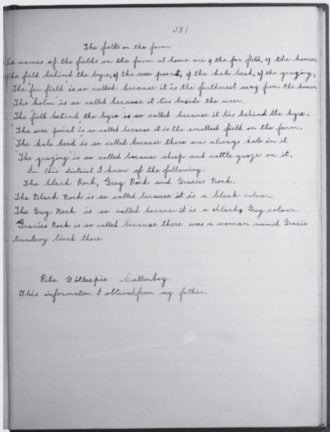 381
The fields on the farm
The names of the fields on the farm at home are of the far field, of the holm
of the field behind the byre, of the wee point, of the kale bed, of the grazing.
The far field is so called because it is the furthest away from the house
The holm is so called because it lies beside the river.
The field behind the byre is so called because it lies behind the byre.
The wee point is so called because it is the smallest field on the farm.
The kale bed is so called because there was always kale in it.
The grazing is so called because sheep and cattle graze on it.
In this district I know of the following.
The black Rock, Grey Rock and Gracies Rock.
The Black Rock is so called because it is a black colour.
The Grey Rock is so called because it is a Grey colour.
Gracies Rock is so called because there was a woman named Gracie
lived there.
Rita Gillespie
This information I obtained from my father.